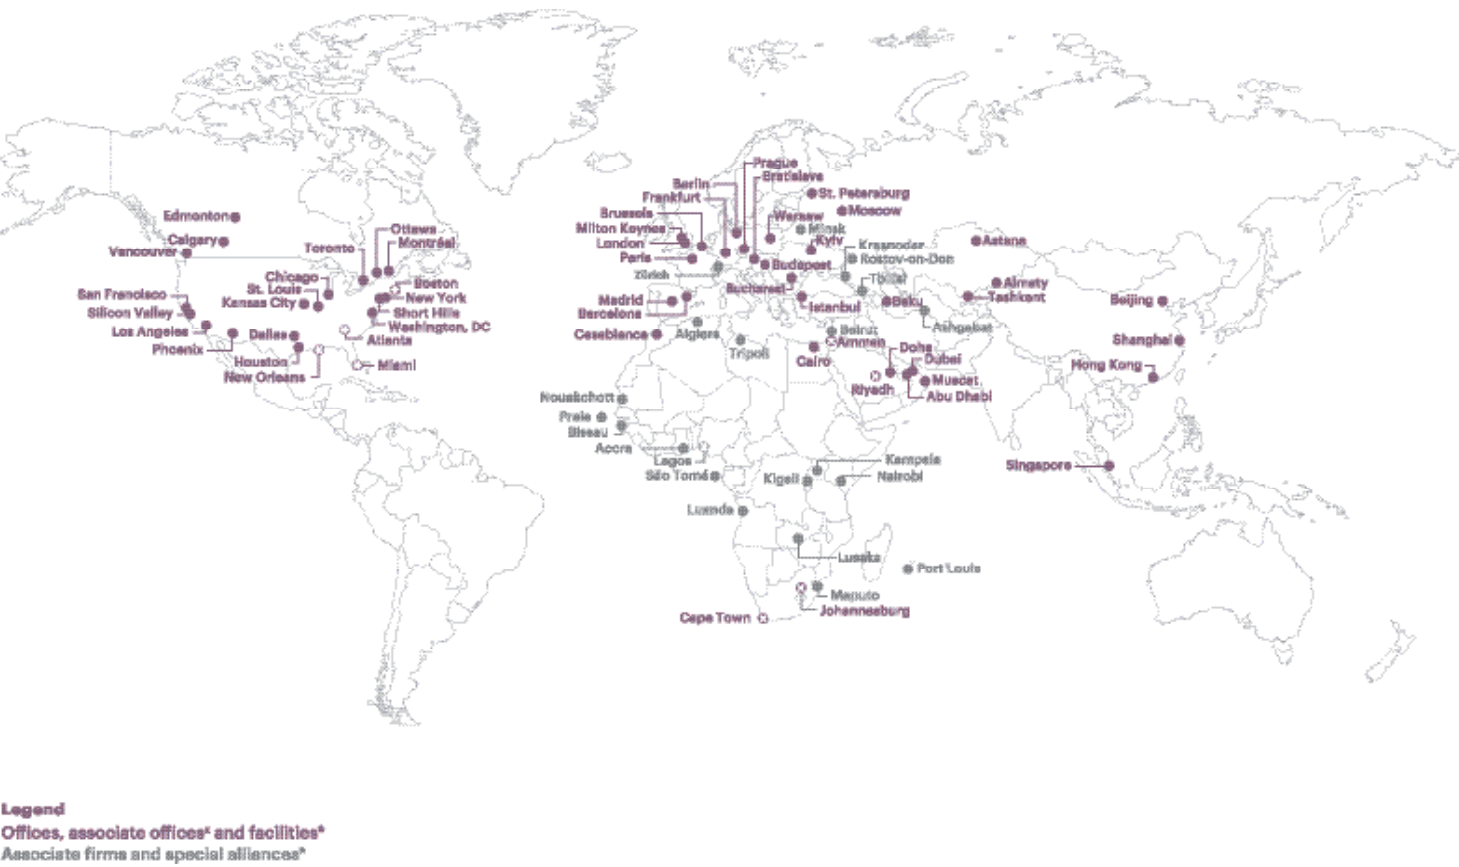 Edmonton
Calgary
Vancouver
Toronto
Ottawa
Montréal
Chicago
St. Louis
Kansas City
Boston
New York
Short Hills
Washington, DC
San Francisco
Silicon Valley
Los Angeles
Phoenix
Dallas
Houston
New Orleans
Atlanta
Miami
Prague
Bratislava
Berlin
Frankfurt
Brussels
Milton Keynes
London
Paris
Zürich
St. Petersburg
Moscow
Warsaw
Minsk
Kyiv
Krasnodar
Rostov-on-Don
Budapest
Bucharest
Tbilisi
Madrid
Barcelona
Istanbul
Baku
Ashgabat
Astana
Almaty
Tashkent
Beijing
Shanghai
Hong Kong
Casablanca
Algiers
Tripoli
Beirut
Amman
Cairo
Doha
Dubai
Riyadh
Muscat
Abu Dhabi
Nouakchott
Praia
Bissau
Accra
Lagos
São Tomé
Kampala
Kigali
Nairobi
Singapore
Luanda
Lusaka
Port Louis
Maputo
Johannesburg
Cape Town
Legend
Offices, associate officesˣ and facilities*
Associate firms and special alliances*